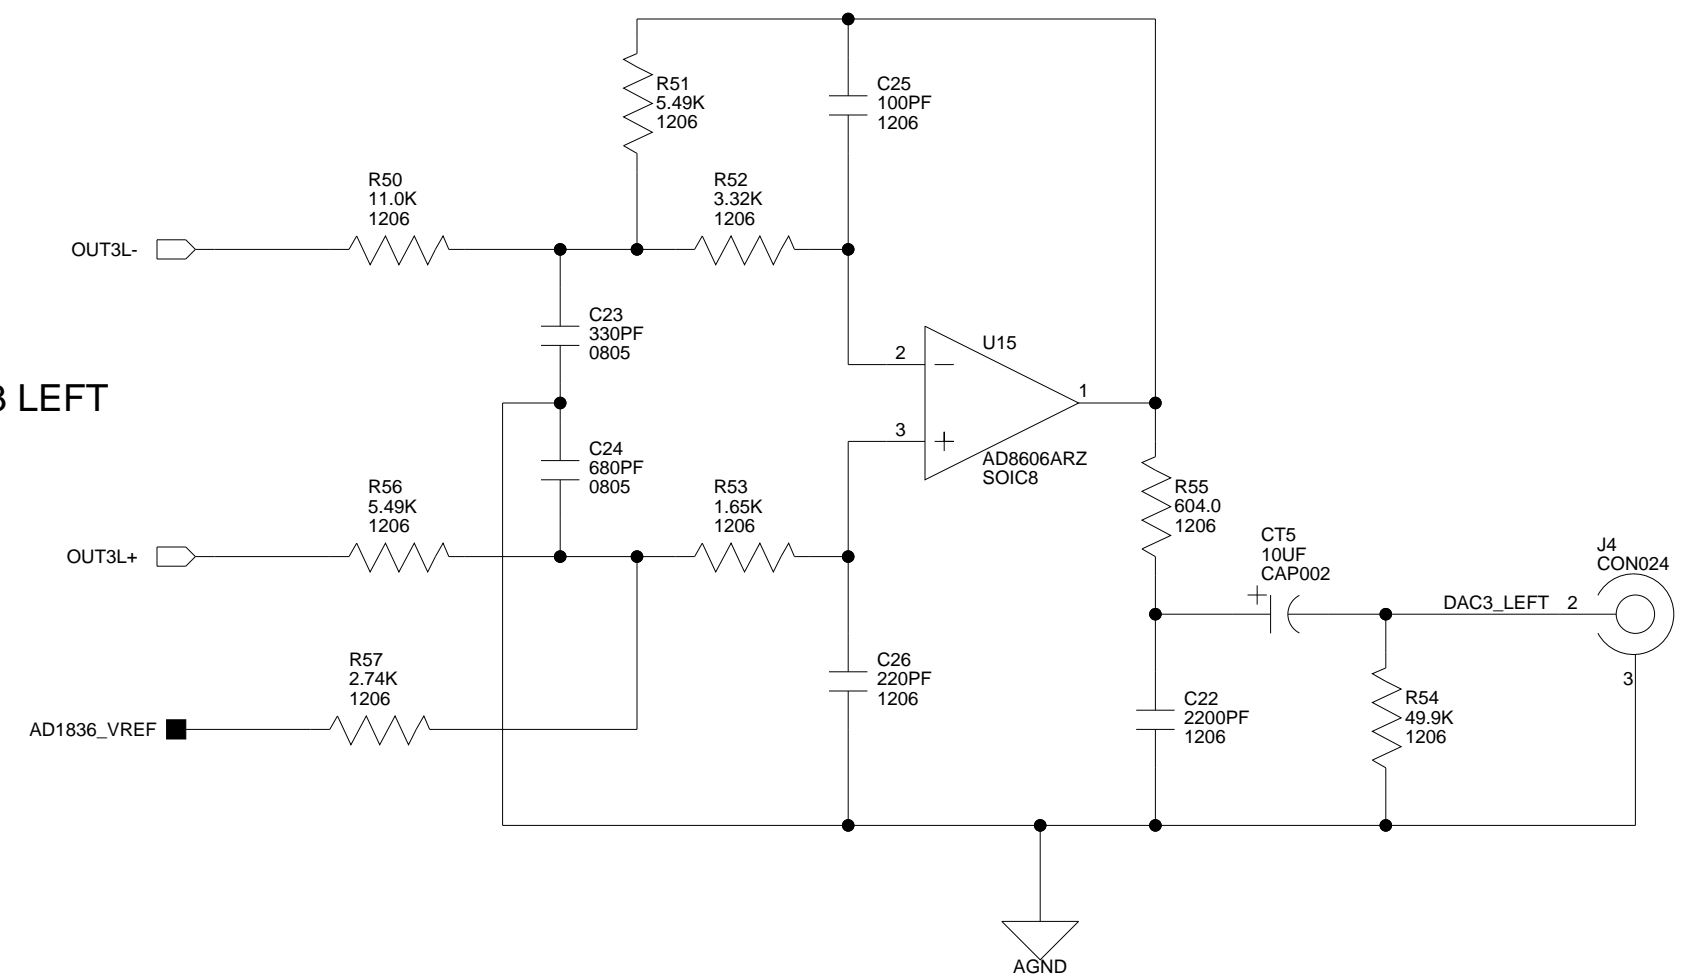 R51
5.49K
1206
C25
100PF
1206
R50
11.0K
1206
R52
3.32K
1206
OUT3L-
C23
330PF
0805
U15
2
1
LEFT
3
C24
680PF
0805
AD8606ARZ
SOIC8
R56
5.49K
1206
R53
1.65K
1206
R55
604.0
1206
OUT3L+
CT5
10UF
CAP002
J4
CON024
DAC3_LEFT 2
R57
2.74K
1206
C26
220PF
1206
3
C22
2200PF
1206
R54
49.9K
1206
AD1836_VREF
AGND